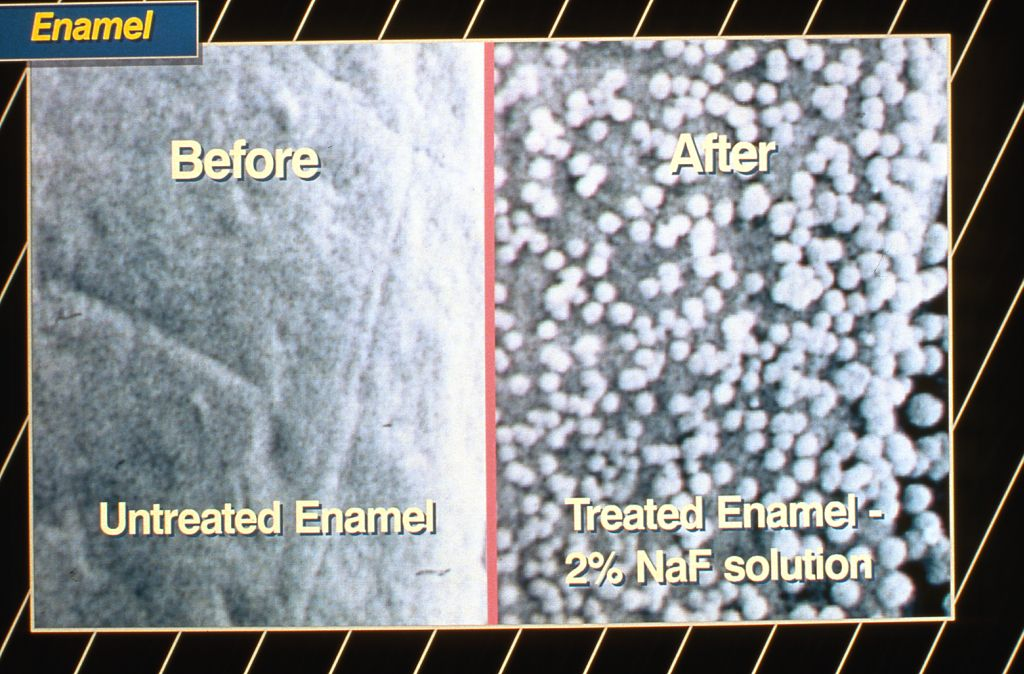 Enamel
Before
After
Untreated Enamel
Treated Enamel -
2% NaF solution